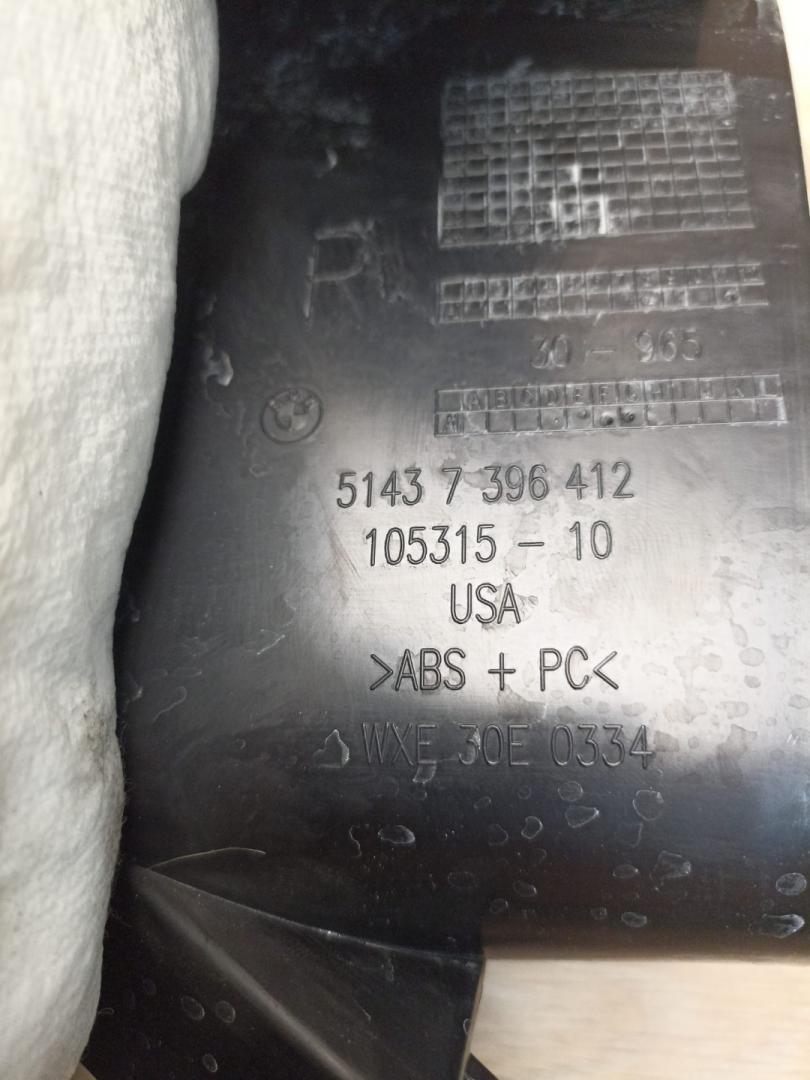 R
30 - 965
A B C D E F G H I J K L
5143 7 396 412
105315 - 10
USA
>ABS + PC<
WXE 30E 0334